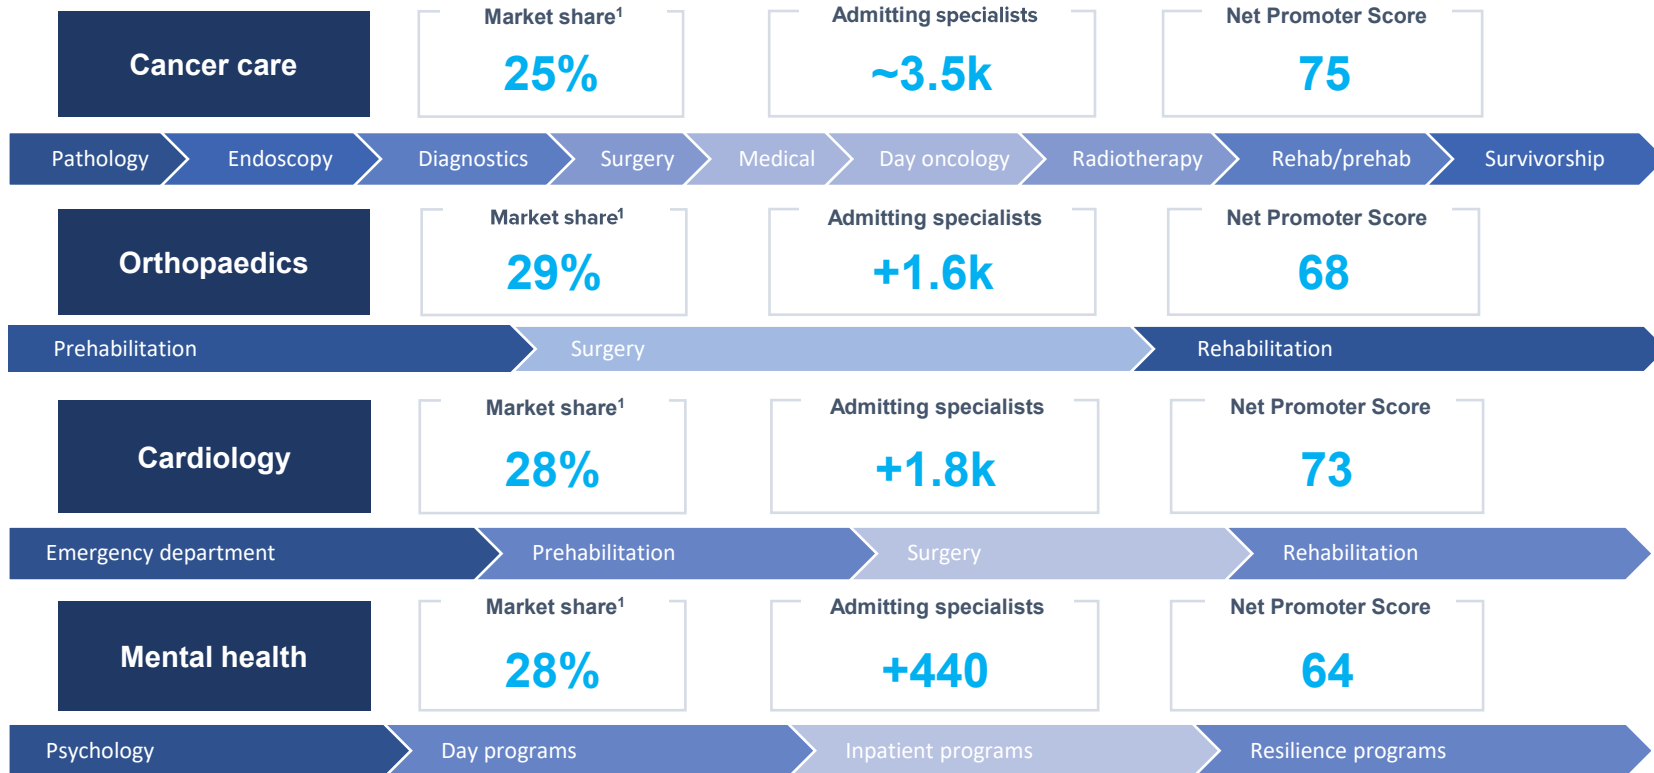 Market share¹ Admitting specialists Net Promoter Score
Cancer care 25% ~3.5k 75
Pathology Endoscopy Diagnostics Surgery Medical Day oncology Radiotherapy Rehab/prehab Survivorship
Market share¹ Admitting specialists Net Promoter Score
Orthopaedics 29% +1.6k 68
Prehabilitation Surgery Rehabilitation
Market share¹ Admitting specialists Net Promoter Score
Cardiology 28% +1.8k 73
Emergency department Prehabilitation Surgery Rehabilitation
Market share¹ Admitting specialists Net Promoter Score
Mental health 28% +440 64
Psychology Day programs Inpatient programs Resilience programs